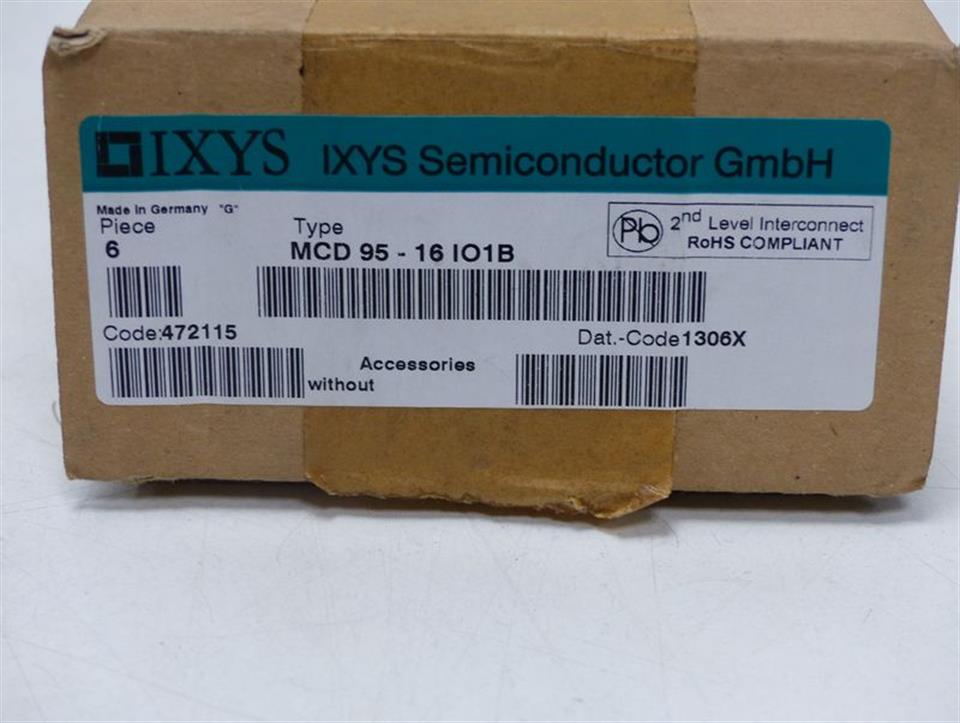 IXYS IXYS Semiconductor GmbH
Made in Germany "G"
Piece Type
6 MCD 95 - 16 IO1B
Pb 2nd Level Interconnect
RoHS COMPLIANT
Code:472115 Dat.-Code1306X
Accessories
without